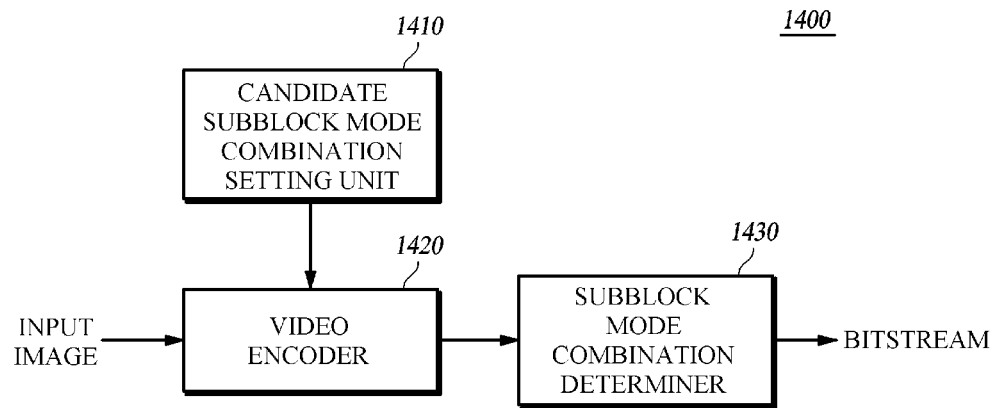 1400
1410
CANDIDATE
SUBBLOCK MODE
COMBINATION
SETTING UNIT
1420
1430
INPUT
IMAGE
VIDEO
ENCODER
SUBBLOCK
MODE
COMBINATION
DETERMINER
BITSTREAM